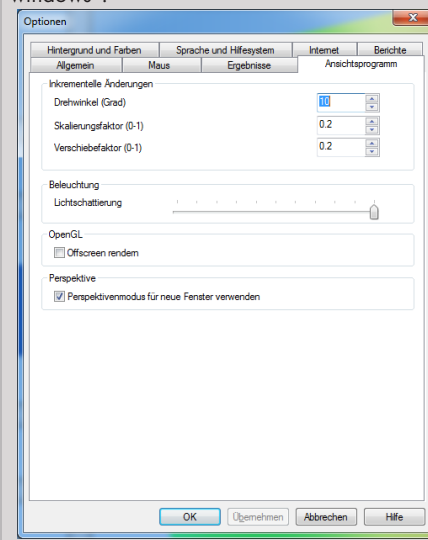 Optionen
Hintergrund und Farben Sprache und Hilfesystem Internet Berichte
Allgemein Maus Ergebnisse Ansichtsprogramm
Inkrementelle Änderungen
Drehwinkel (Grad) 10
Skalierungsfaktor (0-1) 0.2
Verschiebefaktor (0-1) 0.2
Beleuchtung
Lichtschattierung
OpenGL
Offscreen rendern
Perspektive
Perspektivenmodus für neue Fenster verwenden
OK Übernehmen Abbrechen Hilfe